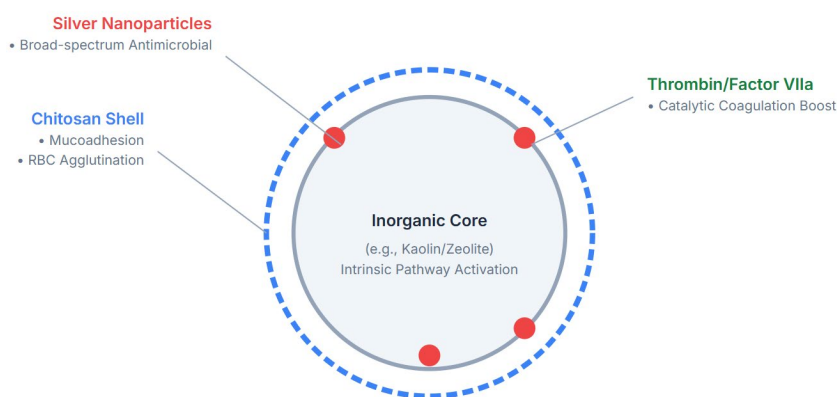 Silver Nanoparticles
• Broad-spectrum Antimicrobial
Thrombin/Factor VIIa
• Catalytic Coagulation Boost
Chitosan Shell
• Mucoadhesion
• RBC Agglutination
Inorganic Core
(e.g., Kaolin/Zeolite)
Intrinsic Pathway Activation